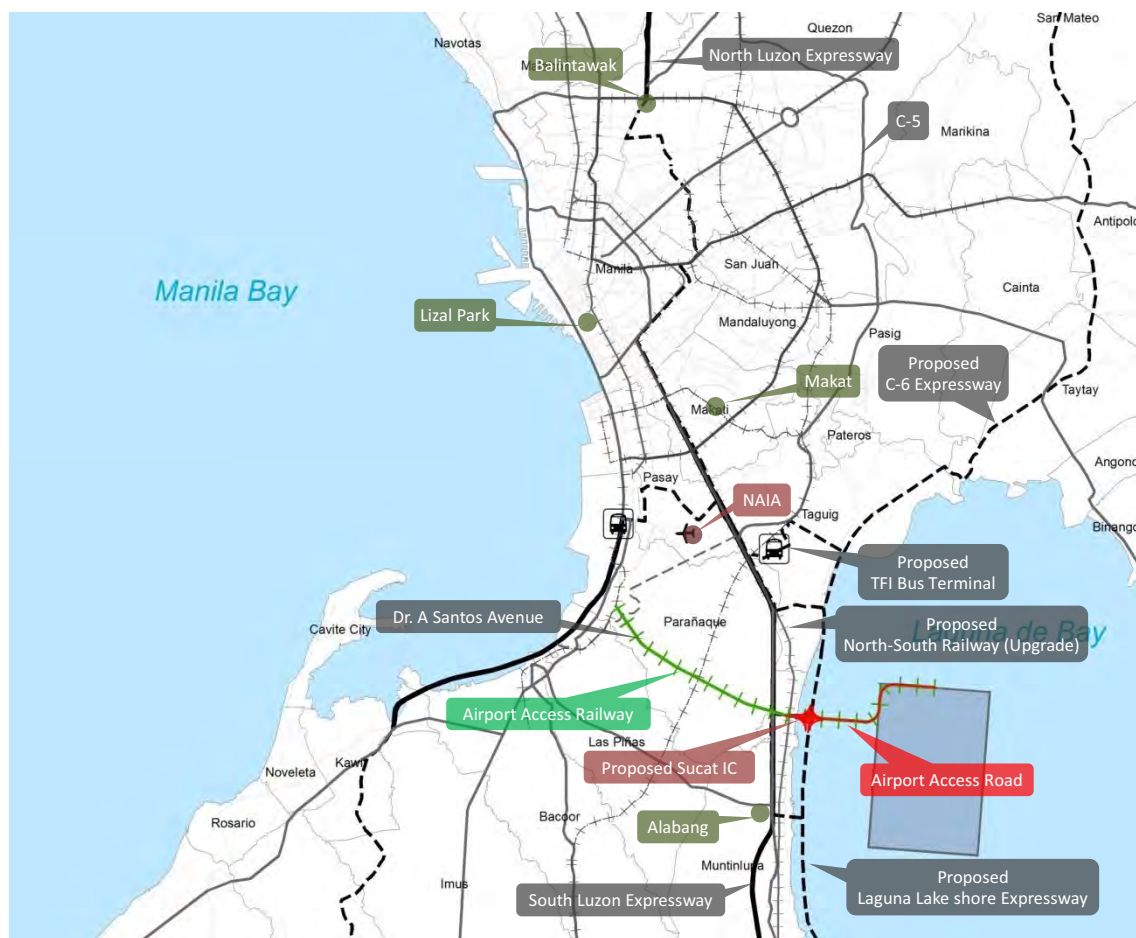 San Mateo
Navotas
Quezon
North Luzon Expressway
Balintawak
C-5
Marikina
Antipolo
San Juan
Manila
Manila Bay
Cainta
Lizal Park
Mandaluyong
Pasig
Proposed
C-6 Expressway
Makat
Taytay
Makati
Pateros
Angono
Pasay
NAIA
Taguig
Proposed
TFI Bus Terminal
Dr. A Santos Avenue
Parañaque
Cavite City
Proposed
North-South Railway (Upgrade)
Laguna de Bay
Airport Access Railway
Las Piñas
Proposed Sucat IC
Airport Access Road
Noveleta
Kawit
Rosario
Bacoor
Alabang
Muntinlupa
Imus
South Luzon Expressway
Proposed
Laguna Lake shore Expressway